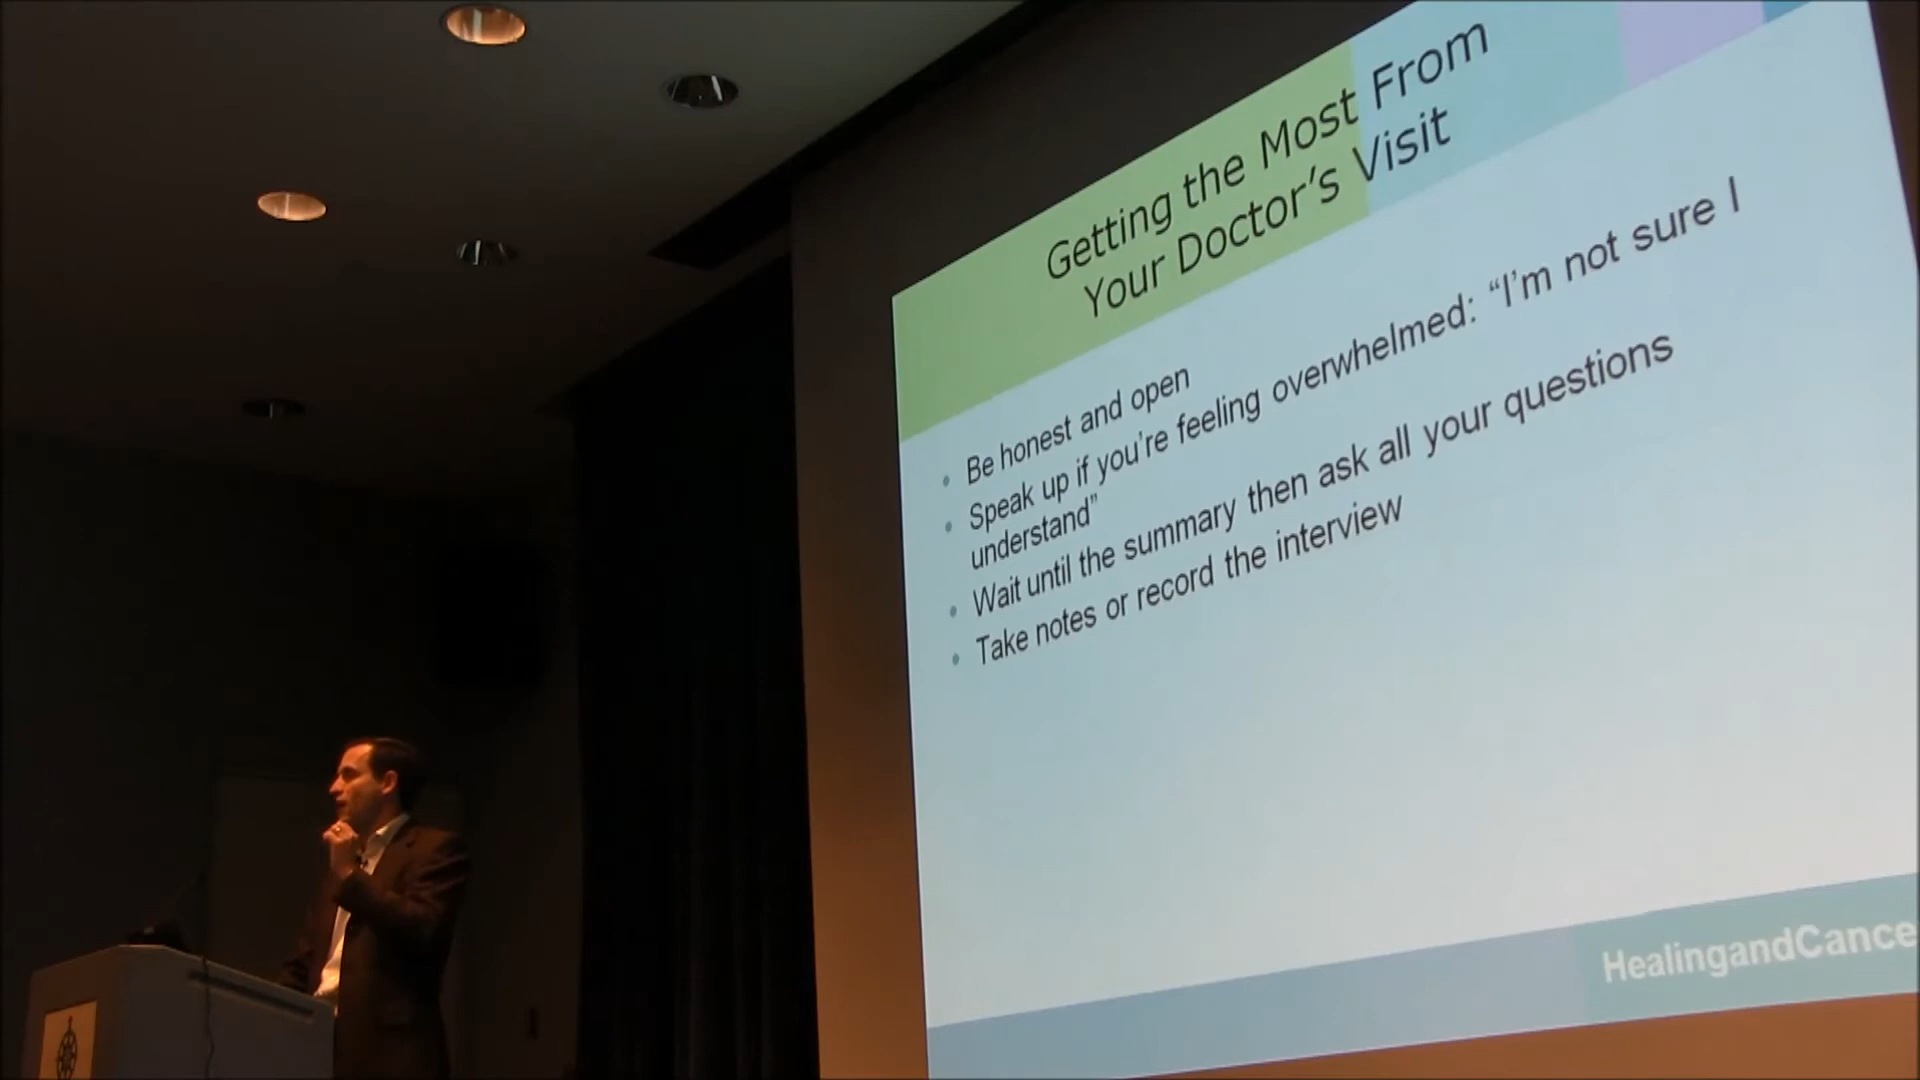 Getting the Most From
Your Doctor's Visit
• Be honest and open
• Speak up if you're feeling overwhelmed: “I'm not sure I
understand”
• Wait until the summary then ask all your questions
• Take notes or record the interview
HealingandCance